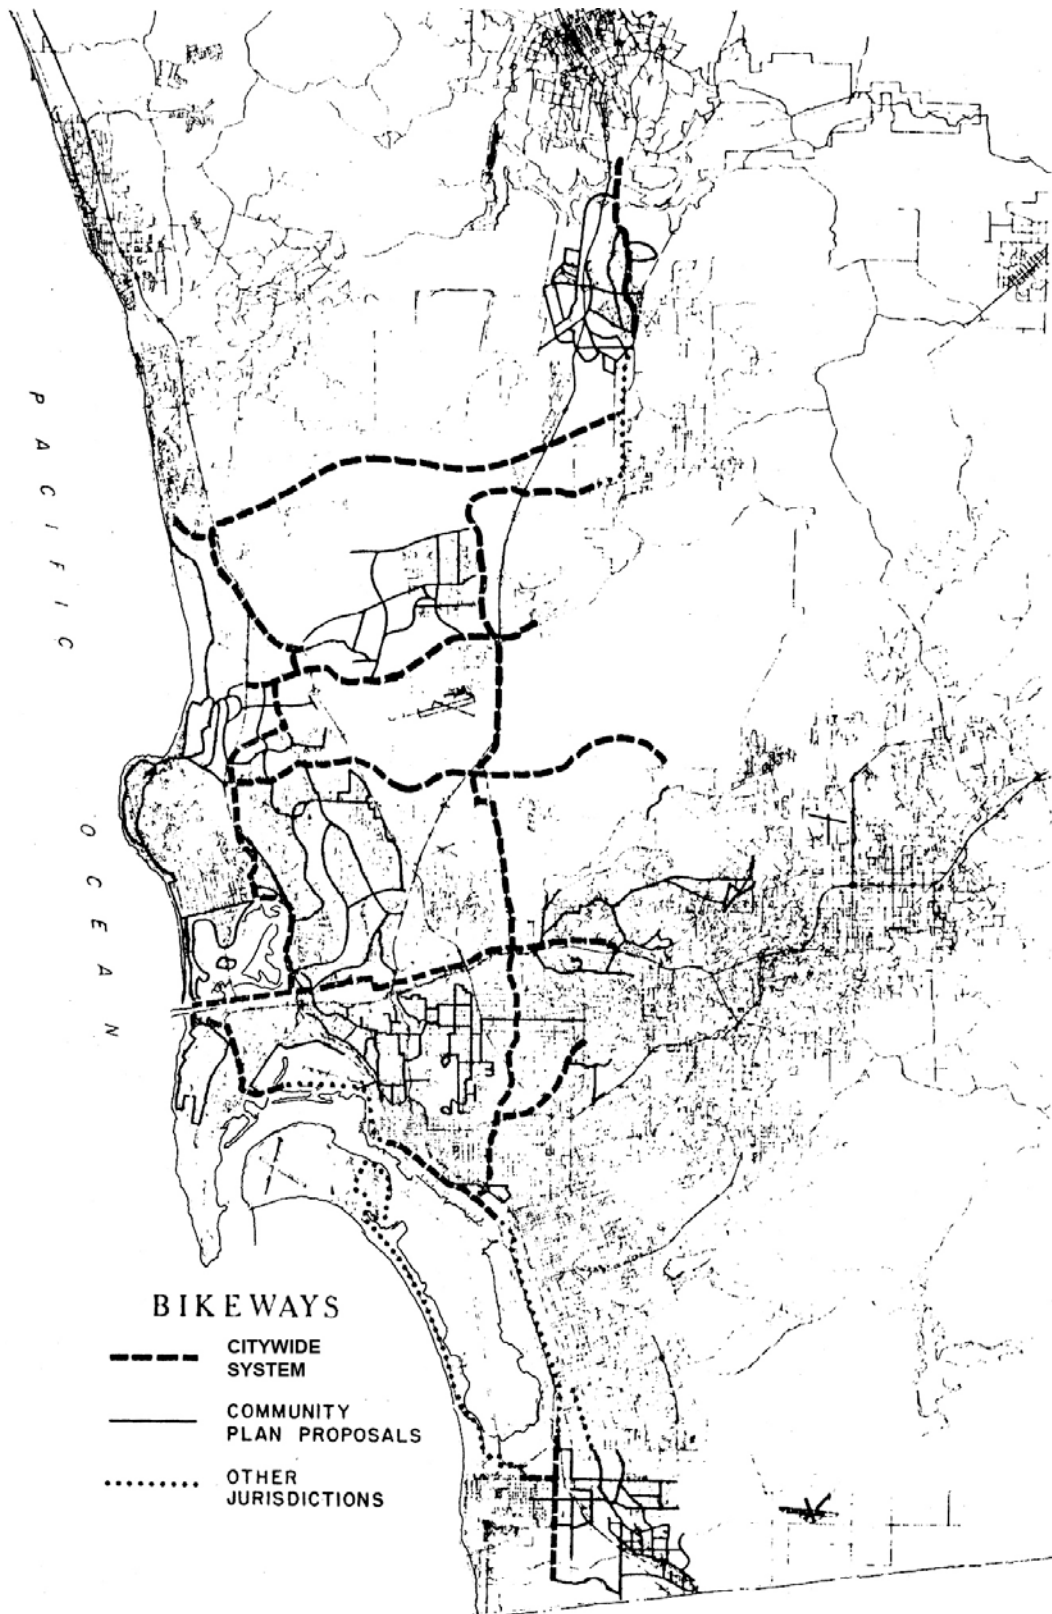 PACIFIC
OCEAN
BIKEWAYS
CITYWIDE
SYSTEM
COMMUNITY
PLAN PROPOSALS
OTHER
JURISDICTIONS